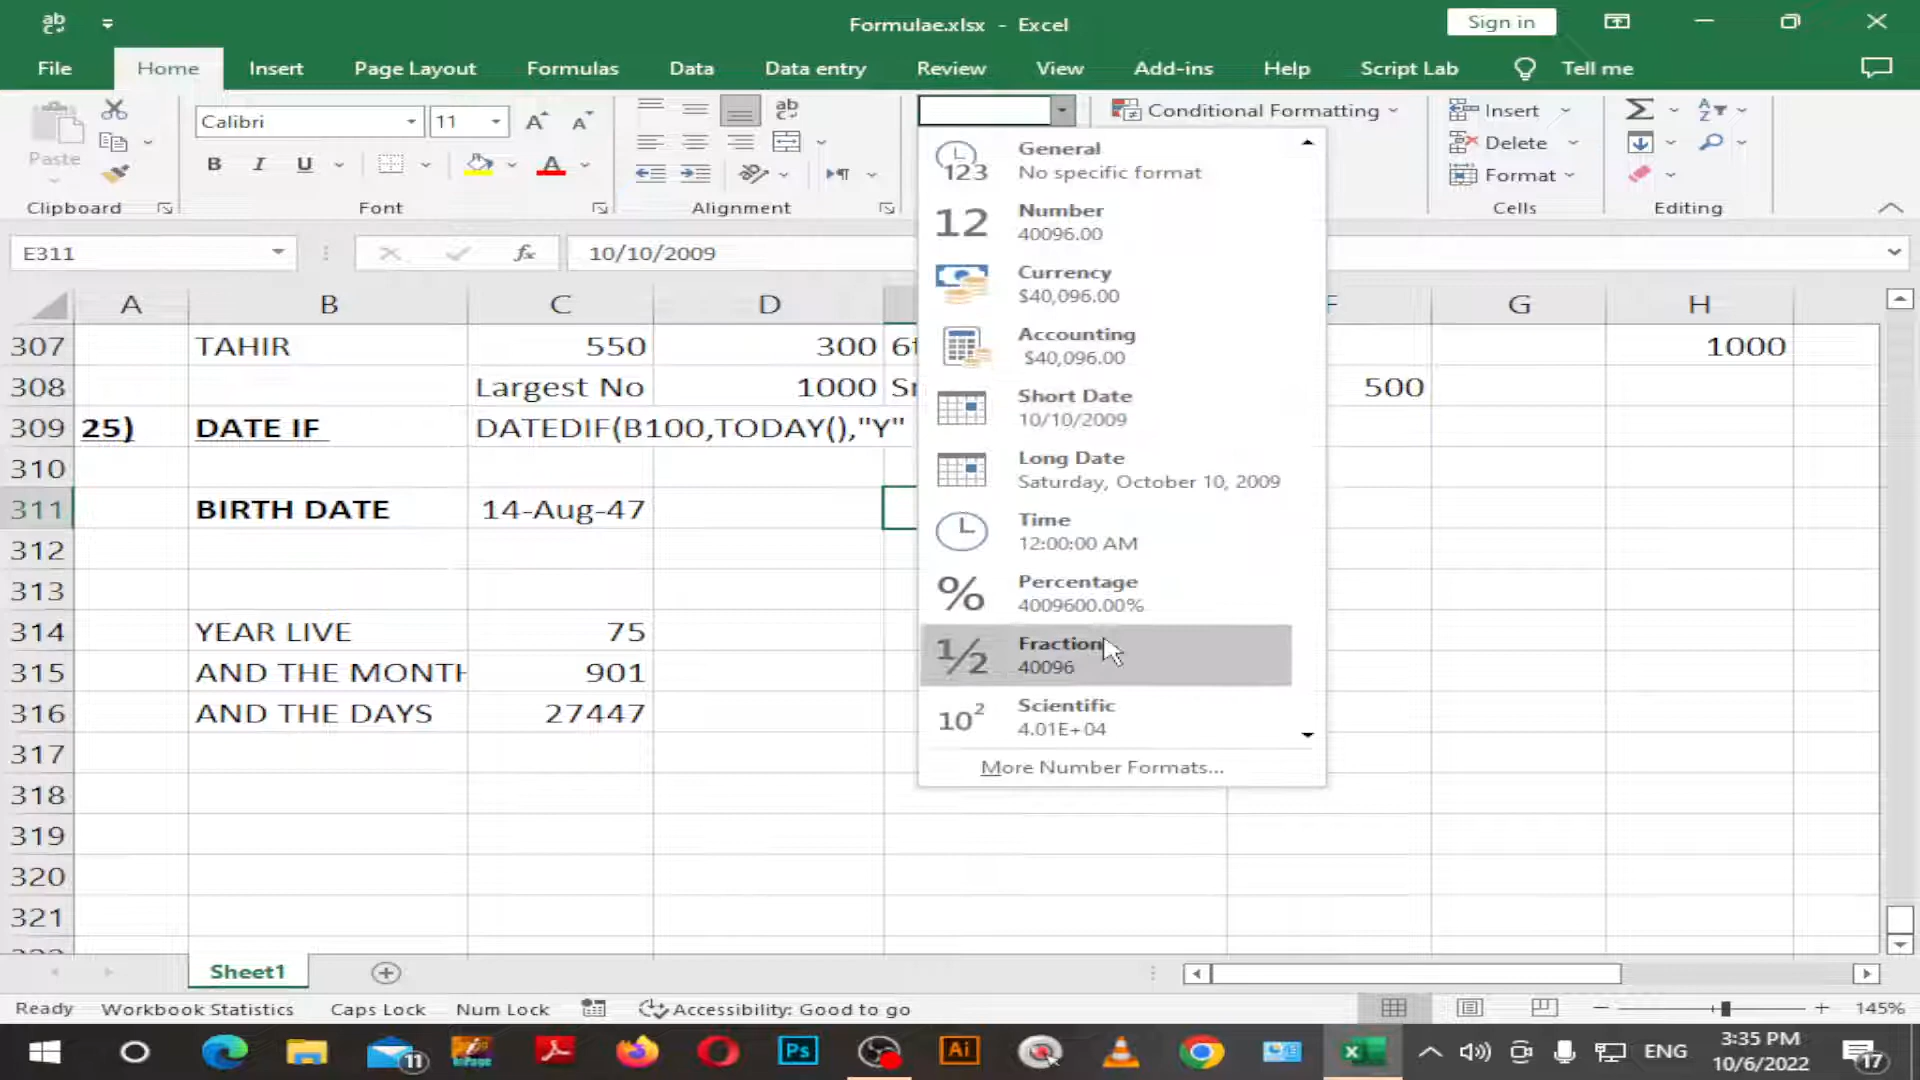 Formulae.xlsx - Excel
Sign in
File Home Insert Page Layout Formulas Data Data entry Review View Add-ins Help Script Lab Tell me
Calibri 11
Conditional Formatting
Insert
Delete
Format
Paste
B I U
Clipboard Font Alignment Cells Editing
E311 fx 10/10/2009
General
No specific format
Number
40096.00
Currency
$40,096.00
Accounting
$40,096.00
Short Date
10/10/2009
Long Date
Saturday, October 10, 2009
Time
12:00:00 AM
Percentage
4009600.00%
Fraction
40096
Scientific
4.01E+04
More Number Formats...
A B C D F G H
307 TAHIR 550 300 1000
308 Largest No 1000 500
309 25) DATE IF DATEDIF(B100,TODAY(),"Y"
310
311 BIRTH DATE 14-Aug-47
312
313
314 YEAR LIVE 75
315 AND THE MONTH 901
316 AND THE DAYS 27447
317
318
319
320
321
Sheet1
Ready Workbook Statistics Caps Lock Num Lock Accessibility: Good to go 145%
11 Ps Ai ENG 3:35 PM
10/6/2022 17